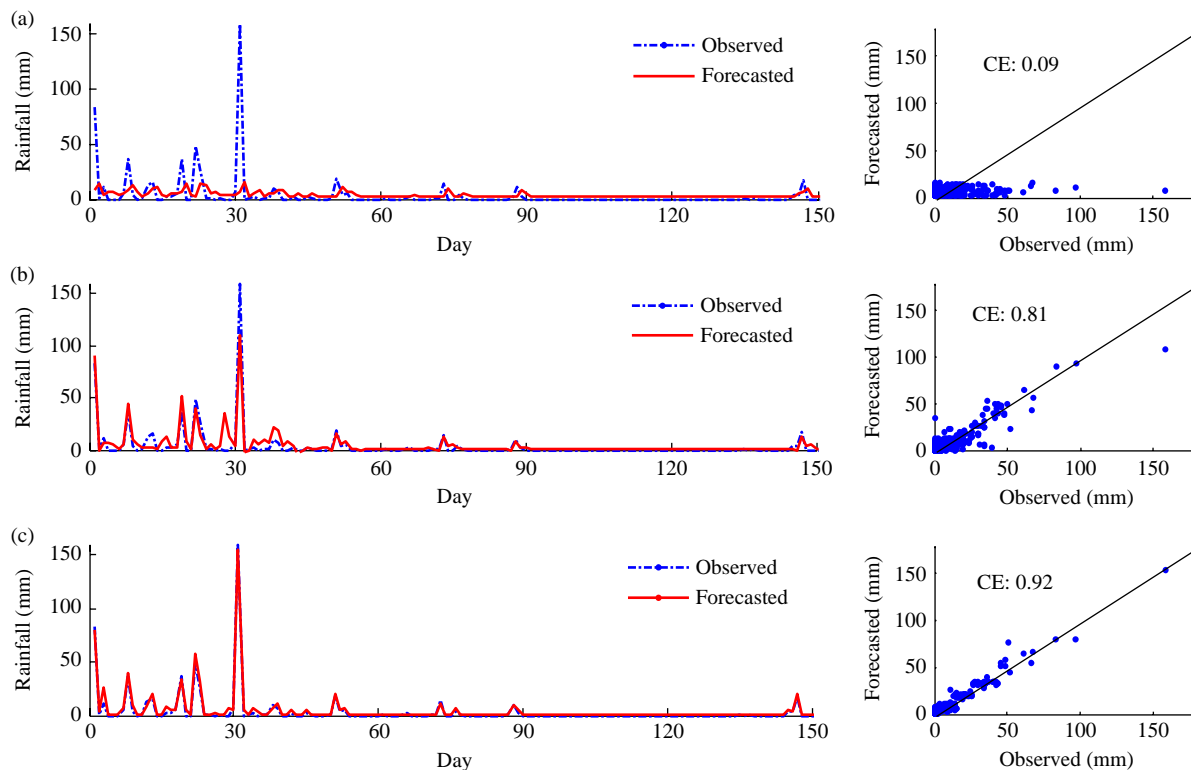 (a)
150
100
50
0
Rainfall (mm)
Observed
Forecasted
0 30 60 90 120 150
Day
150
100
50
0
Forecasted (mm)
CE: 0.09
0 50 100 150
Observed (mm)
(b)
150
100
50
0
Rainfall (mm)
Observed
Forecasted
0 30 60 90 120 150
Day
150
100
50
0
Forecasted (mm)
CE: 0.81
0 50 100 150
Observed (mm)
(c)
150
100
50
0
Rainfall (mm)
Observed
Forecasted
0 30 60 90 120 150
Day
150
100
50
0
Forecasted (mm)
CE: 0.92
0 50 100 150
Observed (mm)